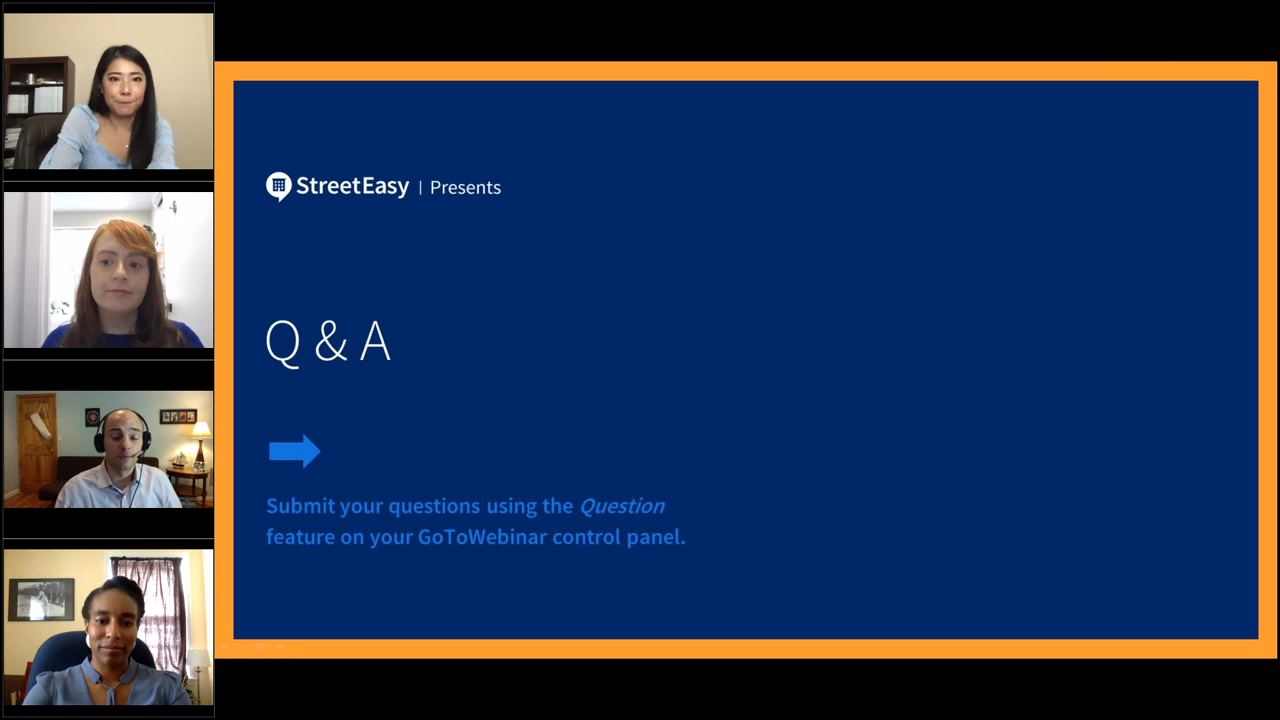 StreetEasy | Presents
Q & A
Submit your questions using the Question
feature on your GoToWebinar control panel.